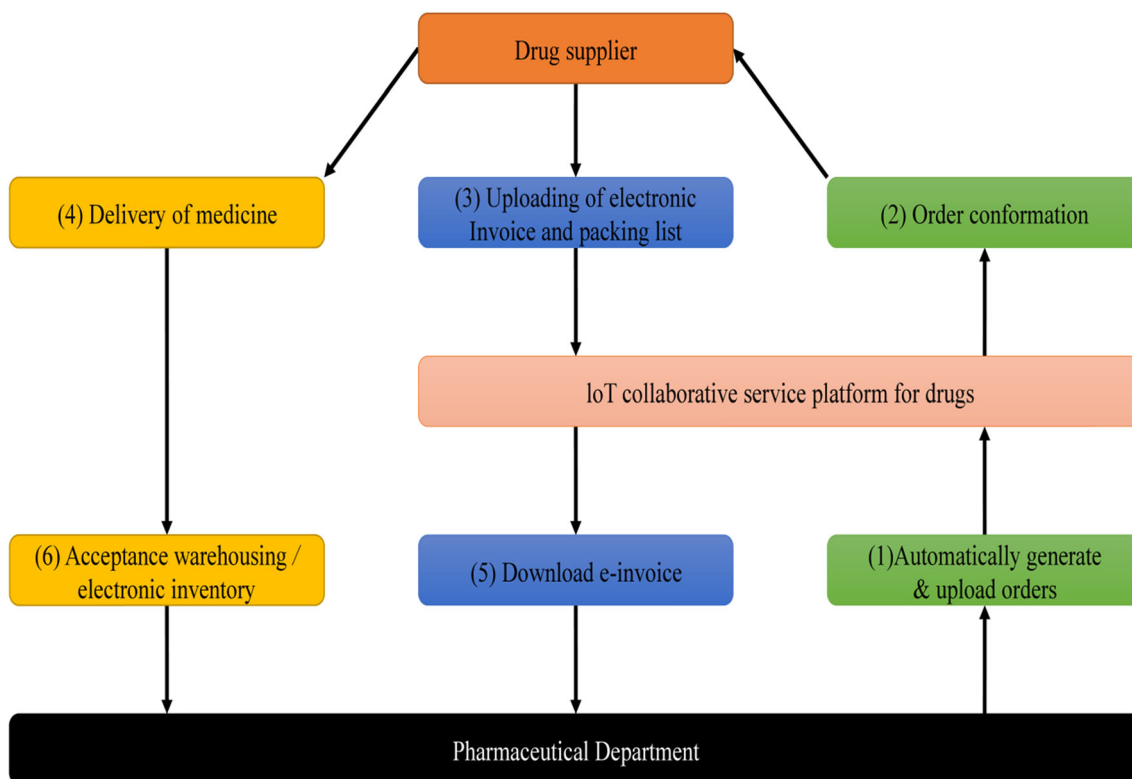 Drug supplier
(4) Delivery of medicine
(3) Uploading of electronic
Invoice and packing list
(2) Order conformation
loT collaborative service platform for drugs
(6) Acceptance warehousing /
electronic inventory
(5) Download e-invoice
(1)Automatically generate
& upload orders
Pharmaceutical Department